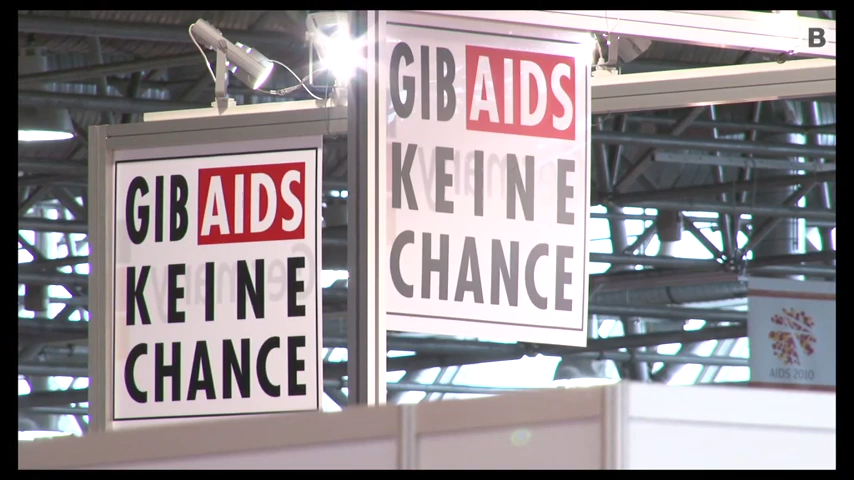 GIB AIDS
KEINE
CHANCE
GIB AIDS
KEINE
CHANCE
B
AIDS 2010